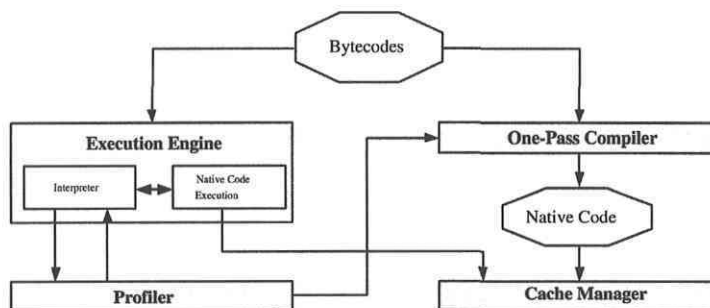 Bytecodes
Execution Engine
One-Pass Compiler
Interpreter
Native Code
Execution
Native Code
Profiler
Cache Manager